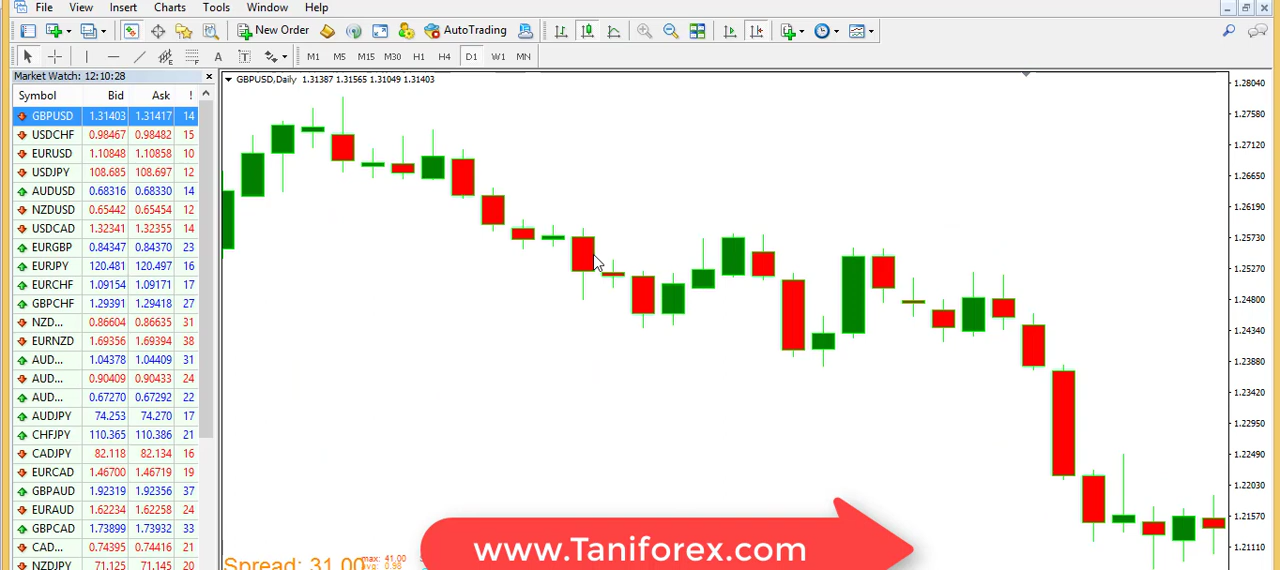 File View Insert Charts Tools Window Help
New Order AutoTrading
A T M1 M5 M15 M30 H1 H4 D1 W1 MN
Market Watch: 12:10:28
Symbol Bid Ask !
GBPUSD 1.31403 1.31417 14
USDCHF 0.98467 0.98482 15
EURUSD 1.10848 1.10858 10
USDJPY 108.685 108.697 12
AUDUSD 0.68316 0.68330 14
NZDUSD 0.65442 0.65454 12
USDCAD 1.32341 1.32355 14
EURGBP 0.84347 0.84370 23
EURJPY 120.481 120.497 16
EURCHF 1.09154 1.09171 17
GBPCHF 1.29391 1.29418 27
NZD... 0.86604 0.86635 31
EURNZD 1.69356 1.69394 38
AUD... 1.04378 1.04409 31
AUD... 0.90409 0.90433 24
AUD... 0.67270 0.67292 22
AUDJPY 74.253 74.270 17
CHFJPY 110.365 110.386 21
CADJPY 82.118 82.134 16
EURCAD 1.46700 1.46719 19
GBPAUD 1.92319 1.92356 37
EURAUD 1.62234 1.62258 24
GBPCAD 1.73899 1.73932 33
CAD... 0.74395 0.74416 21
NZDJPY 71.125 71.145 20
GBPUSD,Daily 1.31387 1.31565 1.31049 1.31403
1.28040
1.27580
1.27120
1.26650
1.26190
1.25730
1.25270
1.24800
1.24340
1.23880
1.23420
1.22950
1.22490
1.22030
1.21570
1.21110
Spread: 31.00
max: 41.00
avg: 0.98
www.Taniforex.com